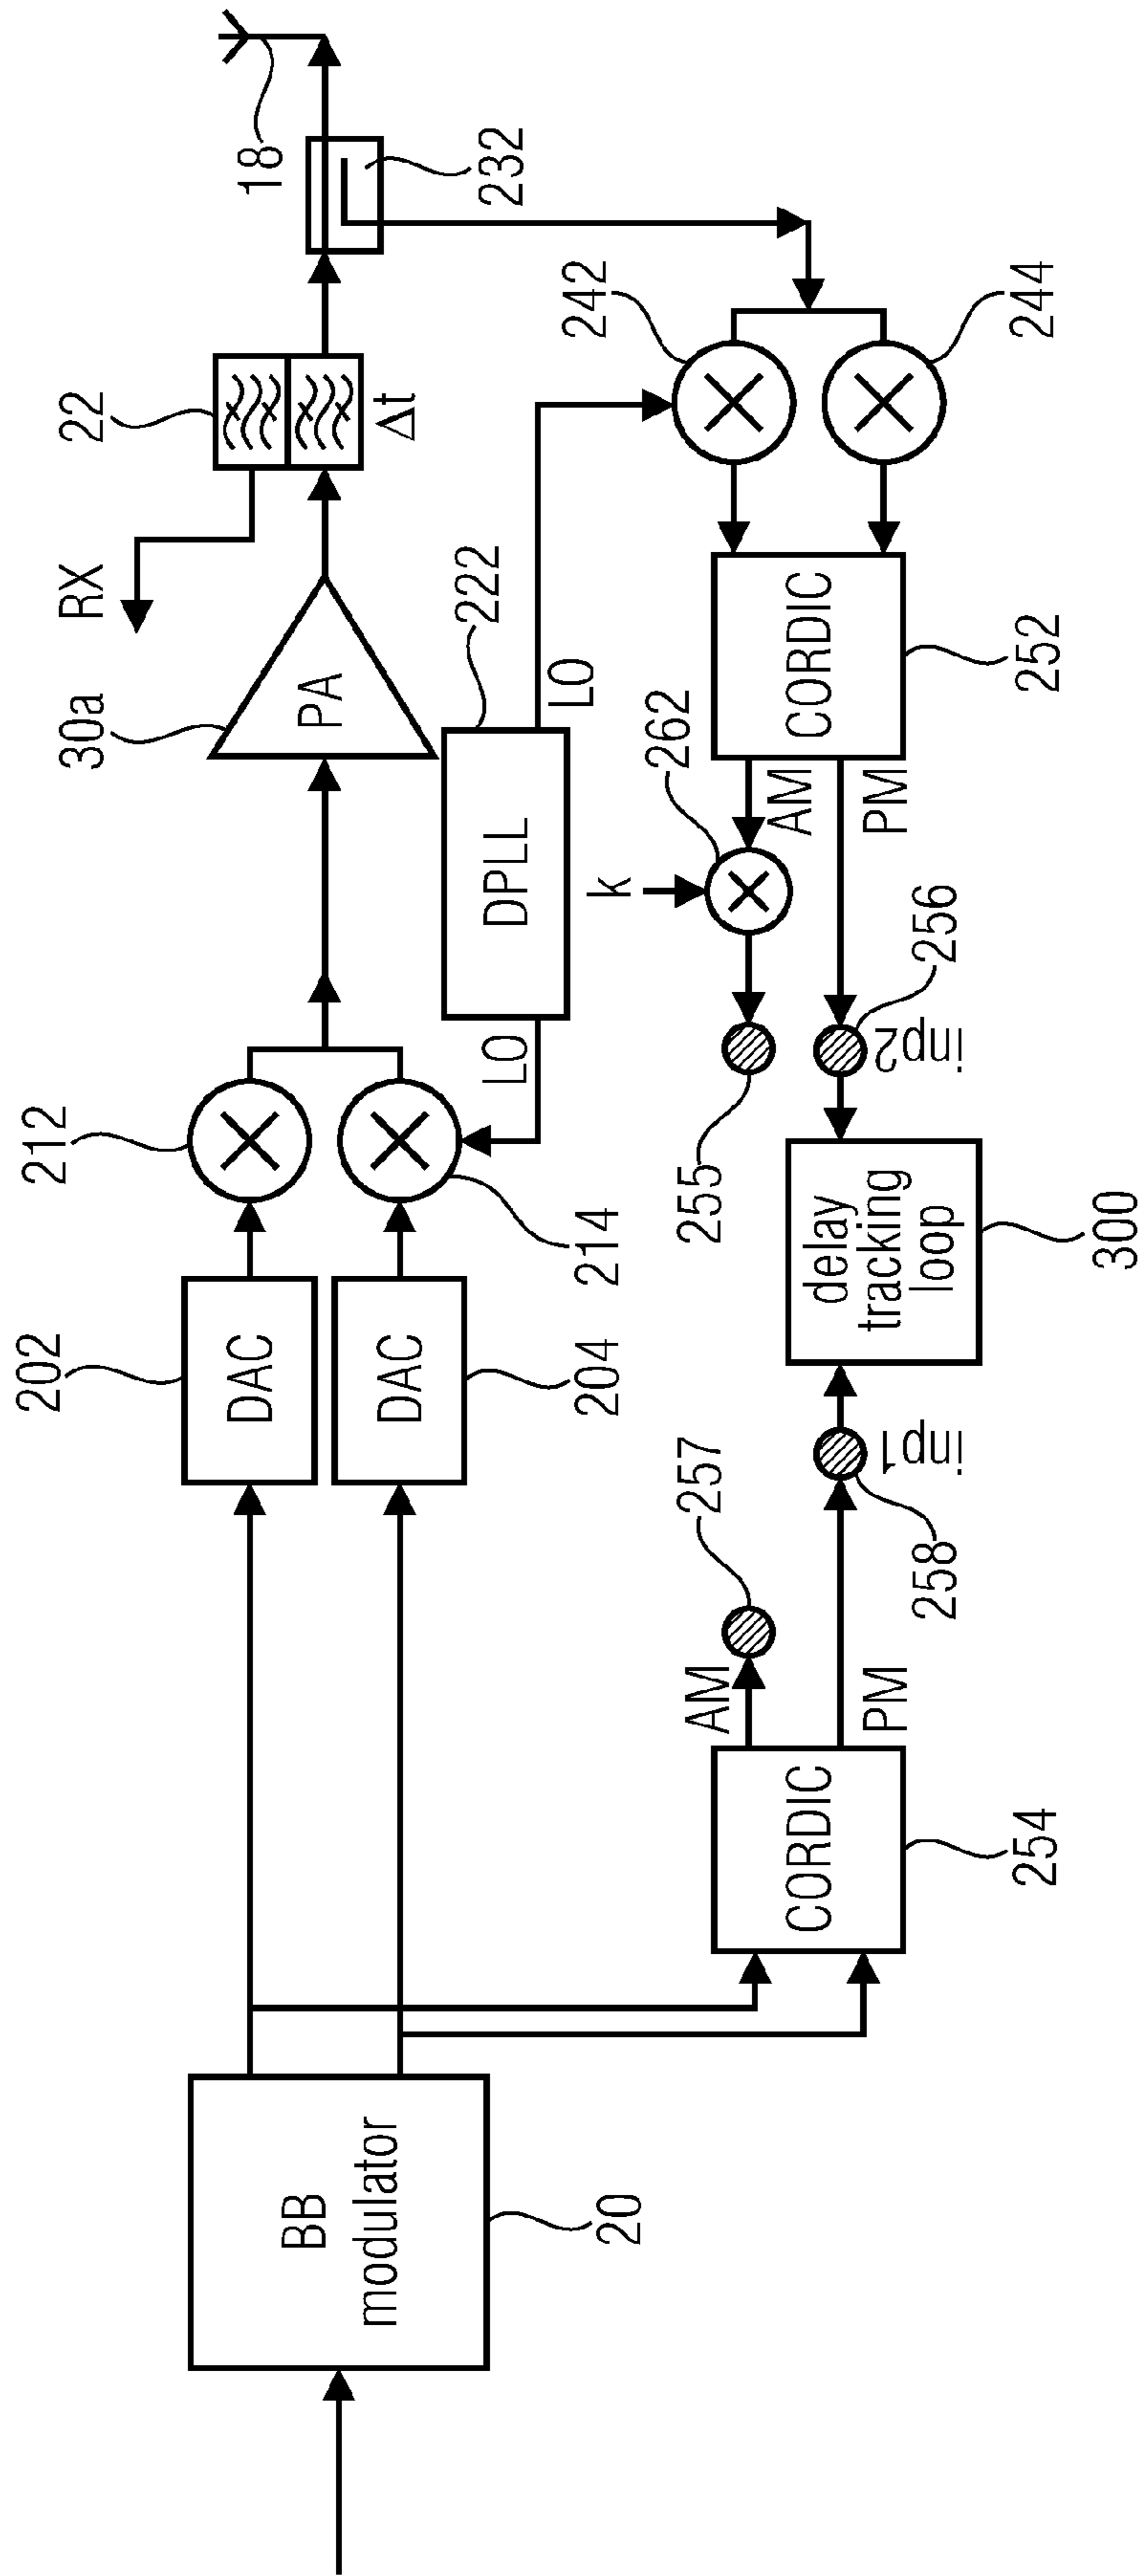 18
232
22
Δt
RX
30a
PA
222
DPLL
LO
LO
242
244
212
214
202
DAC
DAC
204
CORDIC
252
262
k
AM
PM
255
256
inp2
delay
tracking
loop
300
257
inp1
258
AM
PM
CORDIC
254
BB
modulator
20